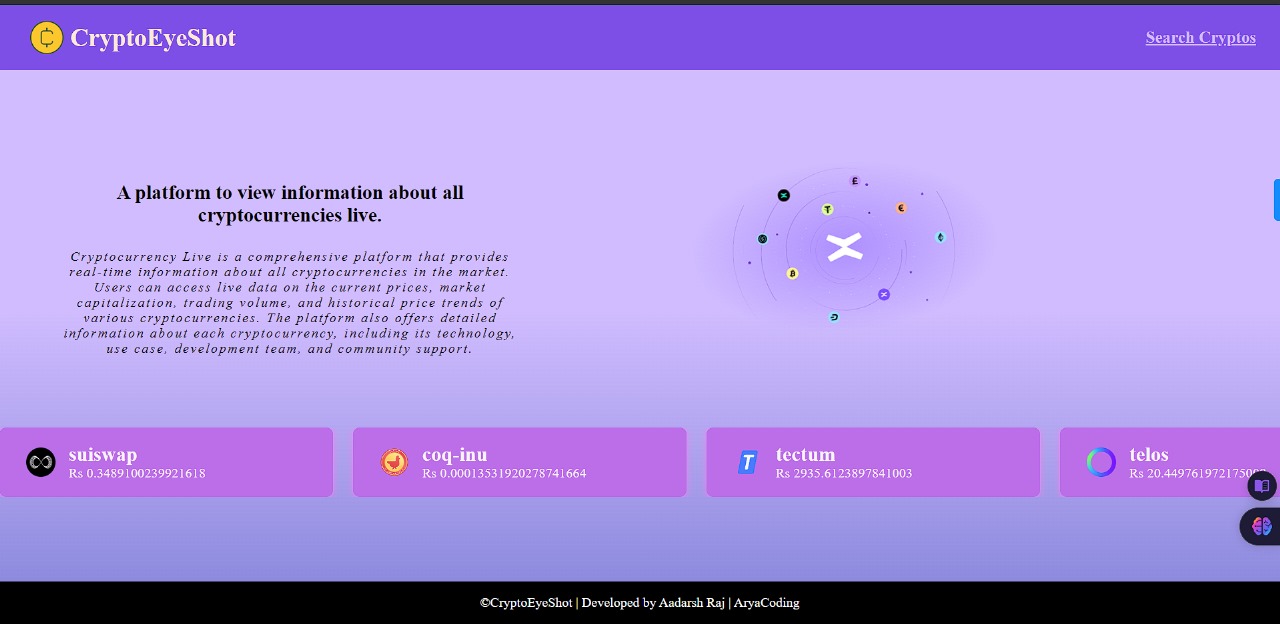 CryptoEyeShot
Search Cryptos
A platform to view information about all
cryptocurrencies live.
Cryptocurrency Live is a comprehensive platform that provides
real-time information about all cryptocurrencies in the market.
Users can access live data on the current prices, market
capitalization, trading volume, and historical price trends of
various cryptocurrencies. The platform also offers detailed
information about each cryptocurrency, including its technology,
use case, development team, and community support.
suiswap
Rs 0.3489100239921618
coq-inu
Rs 0.00013531920278741664
tectum
Rs 2935.6123897841003
telos
©CryptoEyeShot | Developed by Aadarsh Raj | AryaCoding